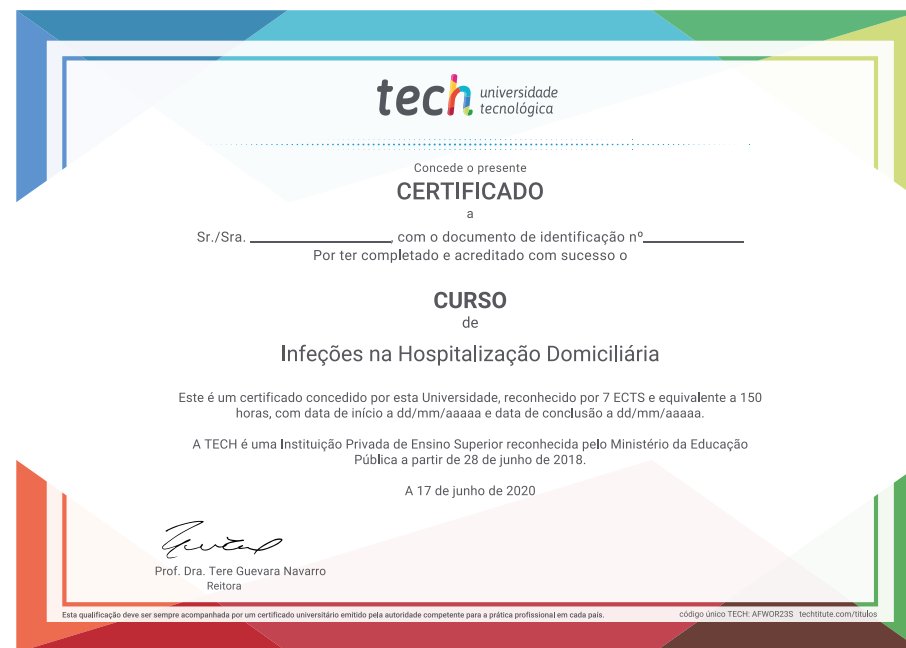 tech universidade
tecnológica
Concede o presente
CERTIFICADO
a
Sr./Sra. , com o documento de identificação nº
Por ter completado e acreditado com sucesso o
CURSO
de
Infeções na Hospitalização Domiciliária
Este é um certificado concedido por esta Universidade, reconhecido por 7 ECTS e equivalente a 150
horas, com data de início a dd/mm/aaaaa e data de conclusão a dd/mm/aaaaa.
A TECH é uma Instituição Privada de Ensino Superior reconhecida pelo Ministério da Educação
Pública a partir de 28 de junho de 2018.
A 17 de junho de 2020
Prof. Dra. Tere Guevara Navarro
Reitora
Esta qualificação deve ser sempre acompanhada por um certificado universitário emitido pela autoridade competente para a prática profissional em cada país.
código único TECH: AFWOR23S techtitute.com/titulos